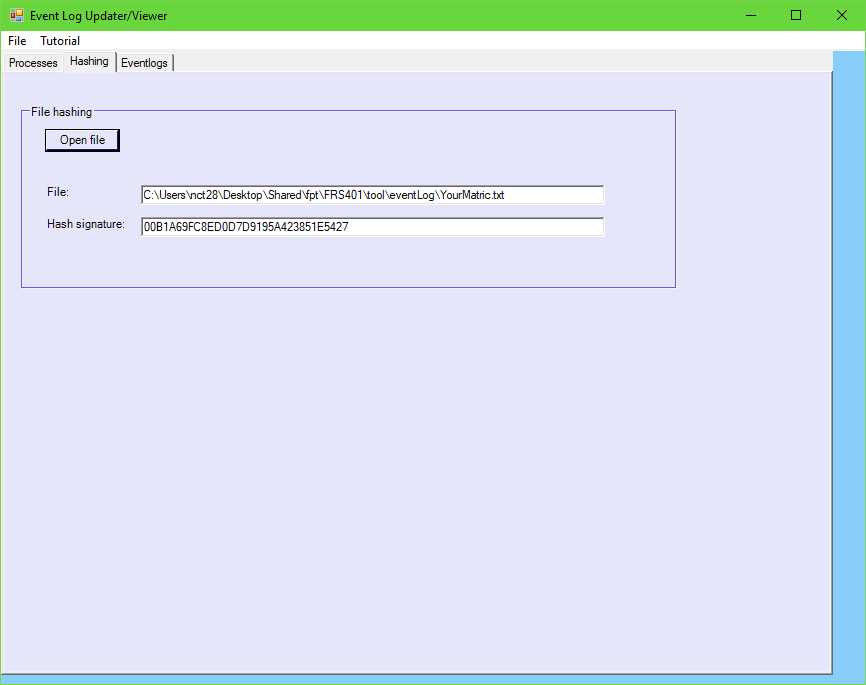 Event Log Updater/Viewer
File Tutorial
Processes Hashing Eventlogs
File hashing
Open file
File: C:\Users\nct28\Desktop\Shared\fpt\FRS401\tool\eventLog\YourMatric.txt
Hash signature: 00B1A69FC8ED0D7D9195A423851E5427